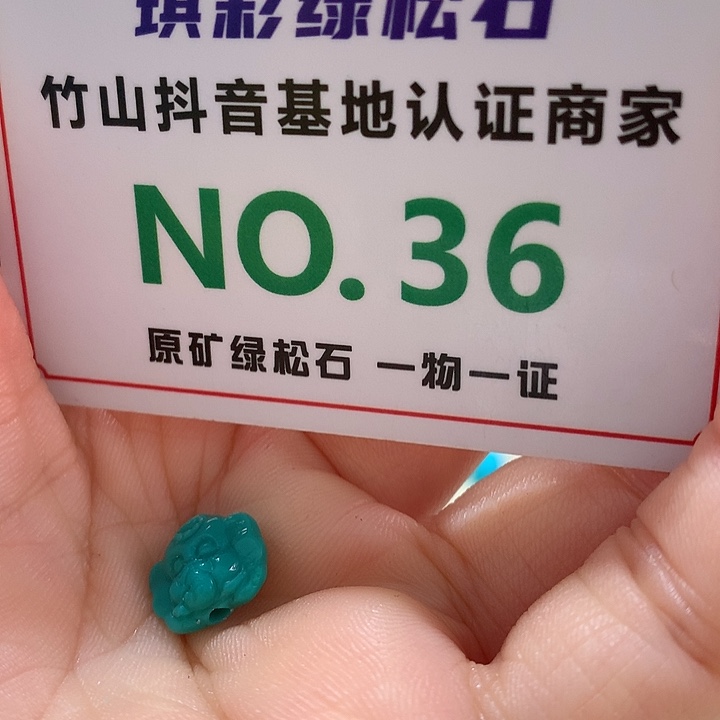 琪彩绿松石
竹山抖音基地认证商家
NO.36
原矿绿松石 一物一证